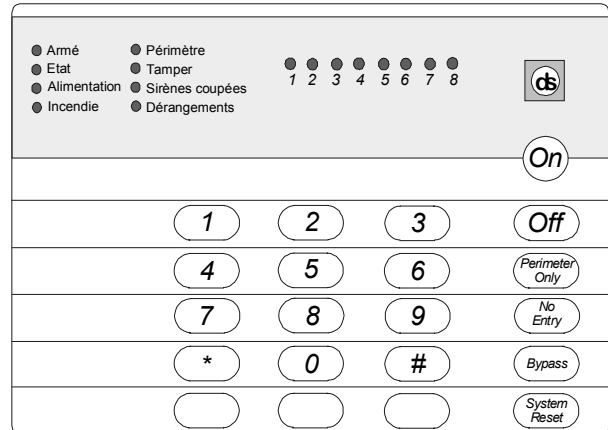 Armé Périmètre
Etat Tamper
Alimentation Sirènes coupées
Incendie Dérangements
1 2 3 4 5 6 7 8
ds
On
1 2 3 Off
4 5 6 Perimeter
Only
7 8 9 No
Entry
* 0 # Bypass
System
Reset